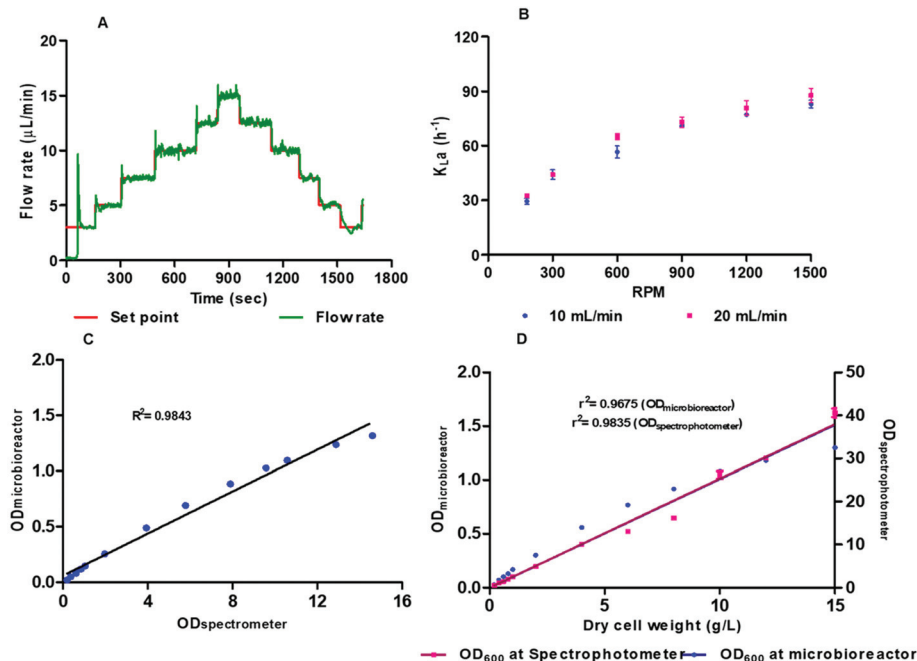 A
Flow rate (µL/min)
20
15
10
5
0
0 300 600 900 1200 1500 1800
Time (sec)
Set point Flow rate
B
K_La (h⁻¹)
120
90
60
30
0
0 300 600 900 1200 1500
RPM
10 mL/min 20 mL/min
C
R²= 0.9843
ODmicrobioreactor
2.0
1.5
1.0
0.5
0.0
0 4 8 12 16
ODspectrometer
D
r²= 0.9675 (ODmicrobioreactor)
r²= 0.9835 (ODspectrophotometer)
ODmicrobioreactor
2.0
1.5
1.0
0.5
0.0
0 5 10 15
Dry cell weight (g/L)
50
40
30
20
10
0
ODspectrophotometer
OD₆₀₀ at Spectrophotometer OD₆₀₀ at microbioreactor